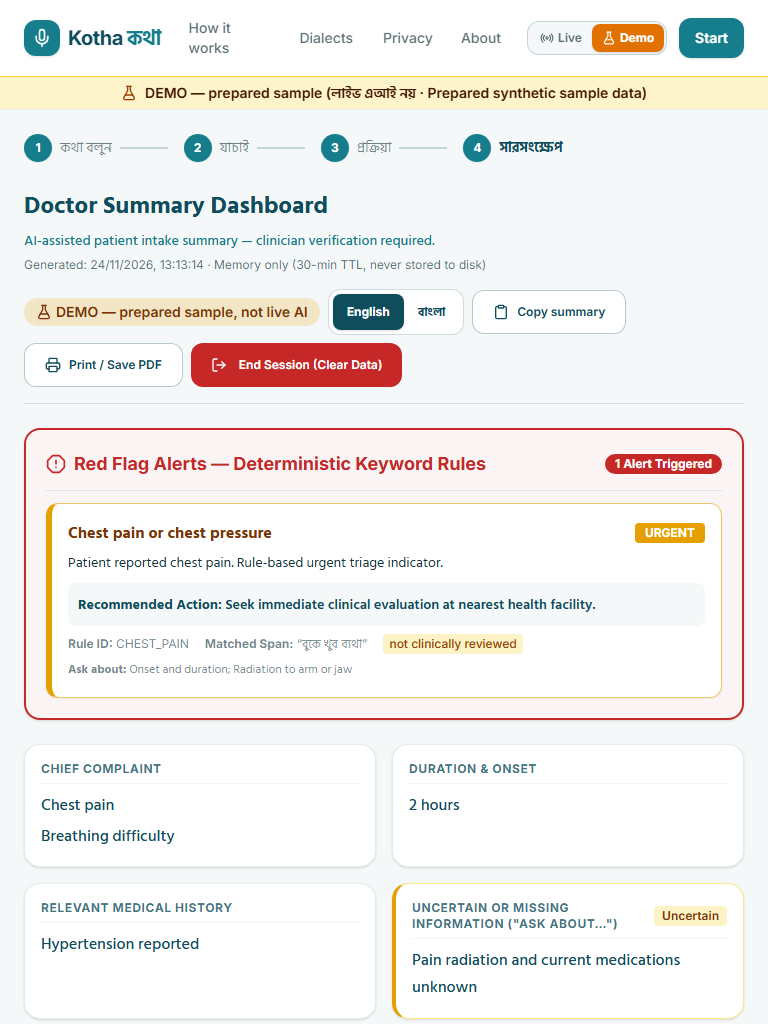 Kotha কথা
How it works
Dialects
Privacy
About
Live
Demo
Start
DEMO — prepared sample (লাইভ এআই নয় · Prepared synthetic sample data)
1 কথা বলুন
2 যাচাই
3 প্রক্রিয়া
4 সারসংক্ষেপ
Doctor Summary Dashboard
AI-assisted patient intake summary — clinician verification required.
Generated: 24/11/2026, 13:13:14 · Memory only (30-min TTL, never stored to disk)
DEMO — prepared sample, not live AI
English
বাংলা
Copy summary
Print / Save PDF
End Session (Clear Data)
Red Flag Alerts — Deterministic Keyword Rules
1 Alert Triggered
Chest pain or chest pressure
URGENT
Patient reported chest pain. Rule-based urgent triage indicator.
Recommended Action: Seek immediate clinical evaluation at nearest health facility.
Rule ID: CHEST_PAIN Matched Span: “বুকে খুব ব্যথা” not clinically reviewed
Ask about: Onset and duration; Radiation to arm or jaw
CHIEF COMPLAINT
Chest pain
Breathing difficulty
DURATION & ONSET
2 hours
RELEVANT MEDICAL HISTORY
Hypertension reported
UNCERTAIN OR MISSING
INFORMATION ("ASK ABOUT...")
Uncertain
Pain radiation and current medications
unknown